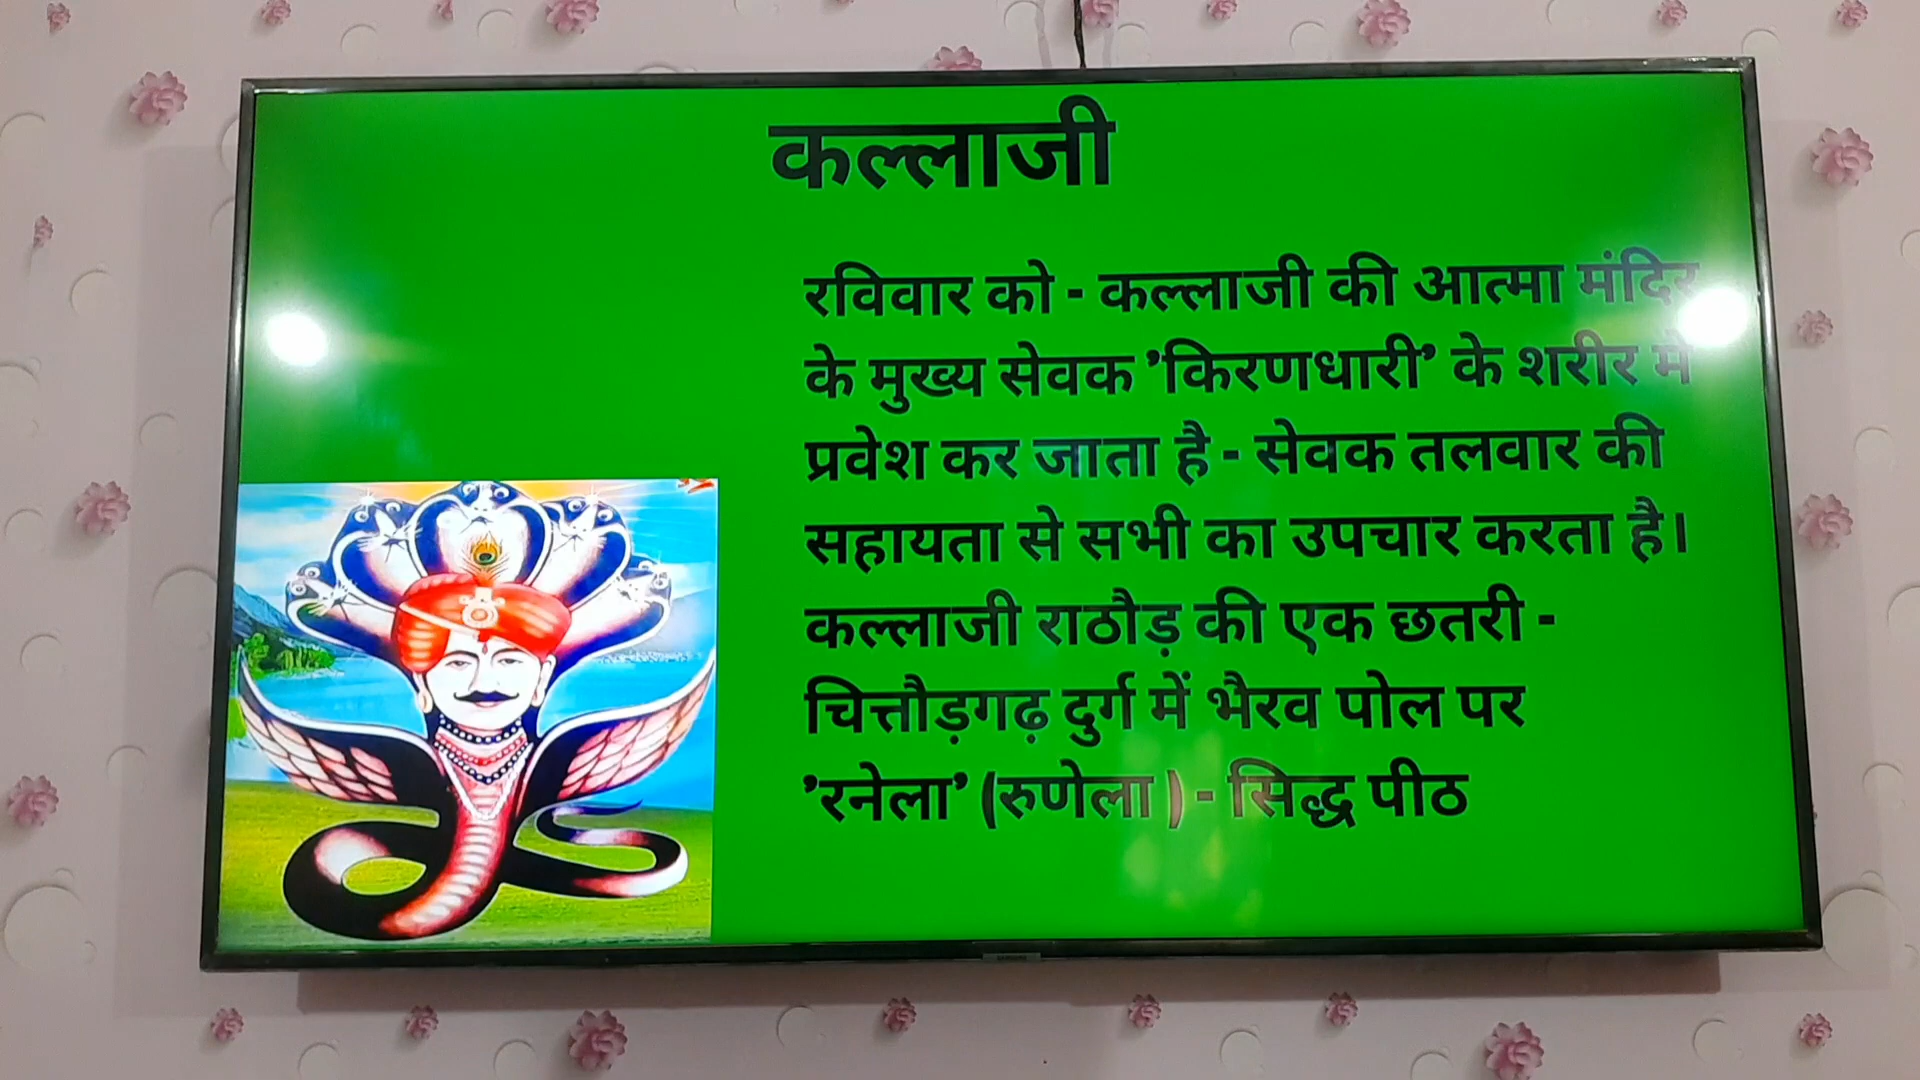 कल्लाजी
रविवार को - कल्लाजी की आत्मा मंदिर
के मुख्य सेवक ’किरणधारी’ के शरीर मे
प्रवेश कर जाता है - सेवक तलवार की
सहायता से सभी का उपचार करता है।
कल्लाजी राठौड़ की एक छतरी -
चित्तौड़गढ़ दुर्ग में भैरव पोल पर
’रनेला’ (रुणेला ) - सिद्ध पीठ
SAMSUNG